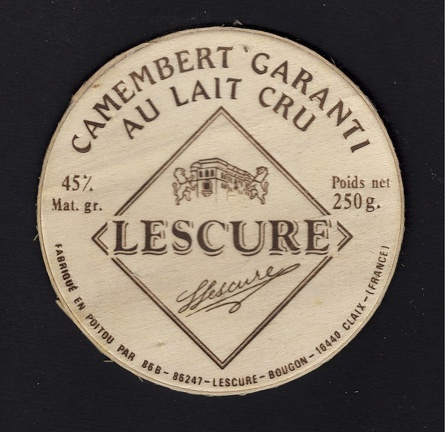 CAMEMBERT GARANTI
AU LAIT CRU
45%
Mat. gr.
Poids net
250g.
LESCURE
Lescure
FABRIQUÉ EN POITOU PAR 86B - 86247 - LESCURE - BOUGON - 16440 CLAIX - (FRANCE)